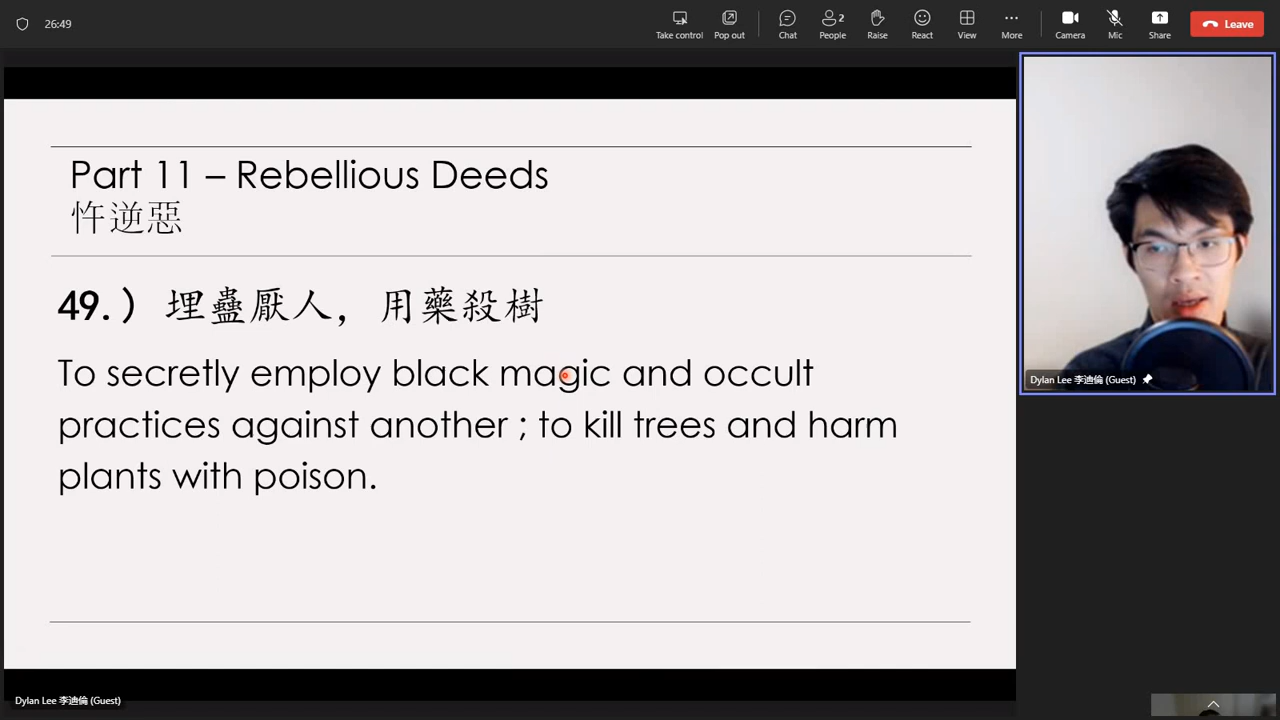 26:49
Take control
Pop out
Chat
2
People
Raise
React
View
More
Camera
Mic
Share
Leave
Part 11 – Rebellious Deeds
忤逆惡
49.）埋蠱厭人，用藥殺樹
To secretly employ black magic and occult
practices against another ; to kill trees and harm
plants with poison.
Dylan Lee 李迪倫 (Guest)
Dylan Lee 李迪倫 (Guest)